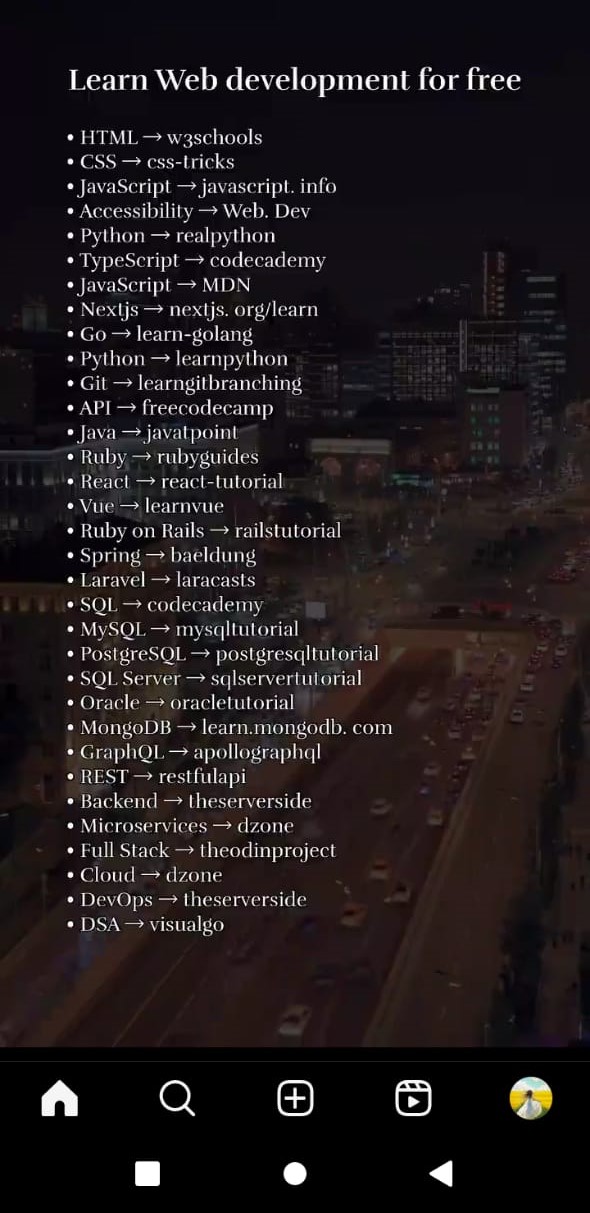 Learn Web development for free
• HTML → w3schools
• CSS → css-tricks
• JavaScript → javascript. info
• Accessibility → Web. Dev
• Python → realpython
• TypeScript → codecademy
• JavaScript → MDN
• Nextjs → nextjs. org/learn
• Go → learn-golang
• Python → learnpython
• Git → learngitbranching
• API → freecodecamp
• Java → javatpoint
• Ruby → rubyguides
• React → react-tutorial
• Vue → learnvue
• Ruby on Rails → railstutorial
• Spring → baeldung
• Laravel → laracasts
• SQL → codecademy
• MySQL → mysqltutorial
• PostgreSQL → postgresqltutorial
• SQL Server → sqlservertutorial
• Oracle → oracletutorial
• MongoDB → learn.mongodb. com
• GraphQL → apollographql
• REST → restfulapi
• Backend → theserverside
• Microservices → dzone
• Full Stack → theodinproject
• Cloud → dzone
• DevOps → theserverside
• DSA → visualgo